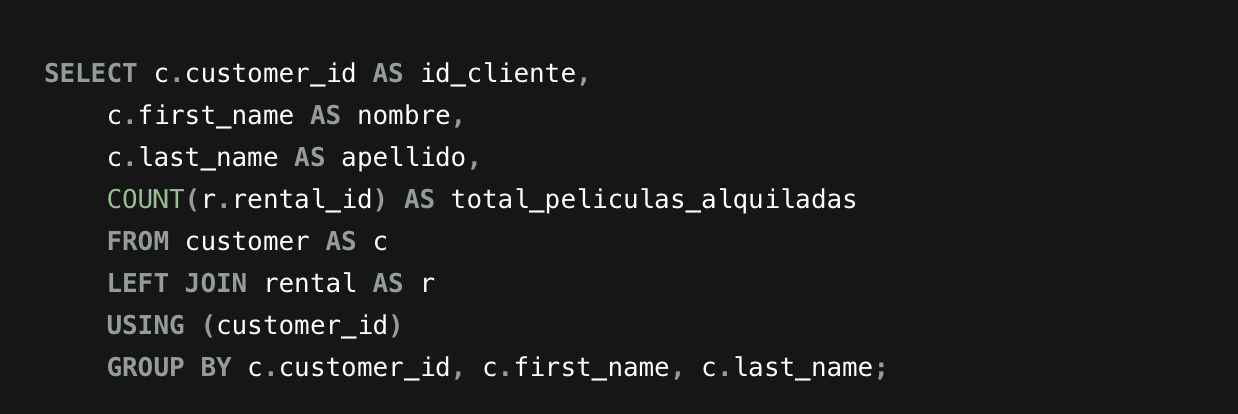 SELECT c.customer_id AS id_cliente,
c.first_name AS nombre,
c.last_name AS apellido,
COUNT(r.rental_id) AS total_peliculas_alquiladas
FROM customer AS c
LEFT JOIN rental AS r
USING (customer_id)
GROUP BY c.customer_id, c.first_name, c.last_name;